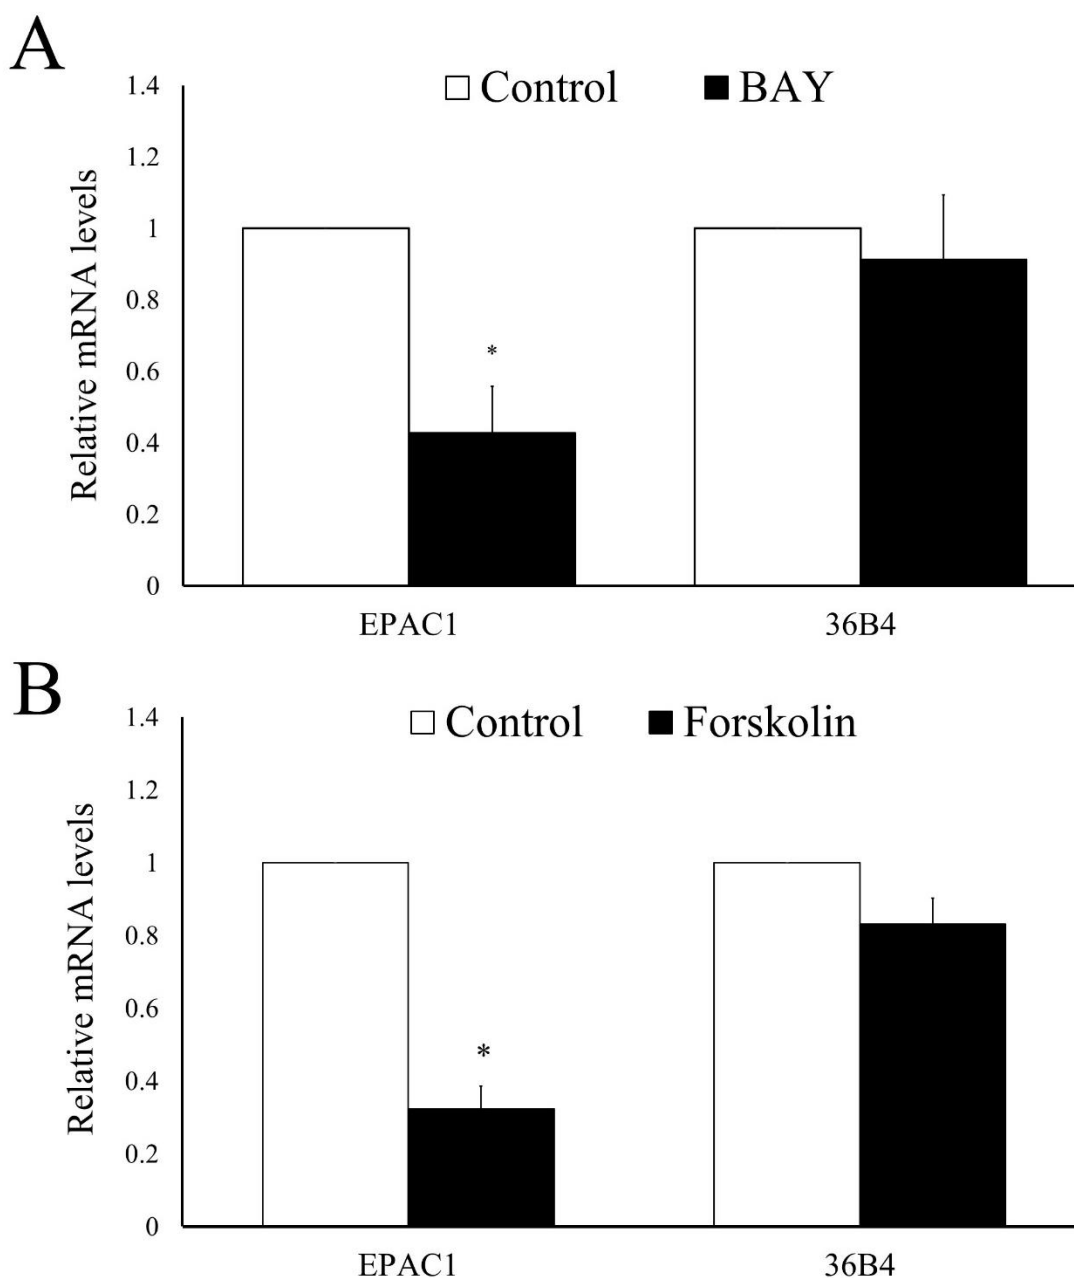 A
Control BAY
1.4
1.2
1
0.8
0.6
0.4
0.2
0
Relative mRNA levels
*
EPAC1 36B4
B
Control Forskolin
1.4
1.2
1
0.8
0.6
0.4
0.2
0
Relative mRNA levels
*
EPAC1 36B4